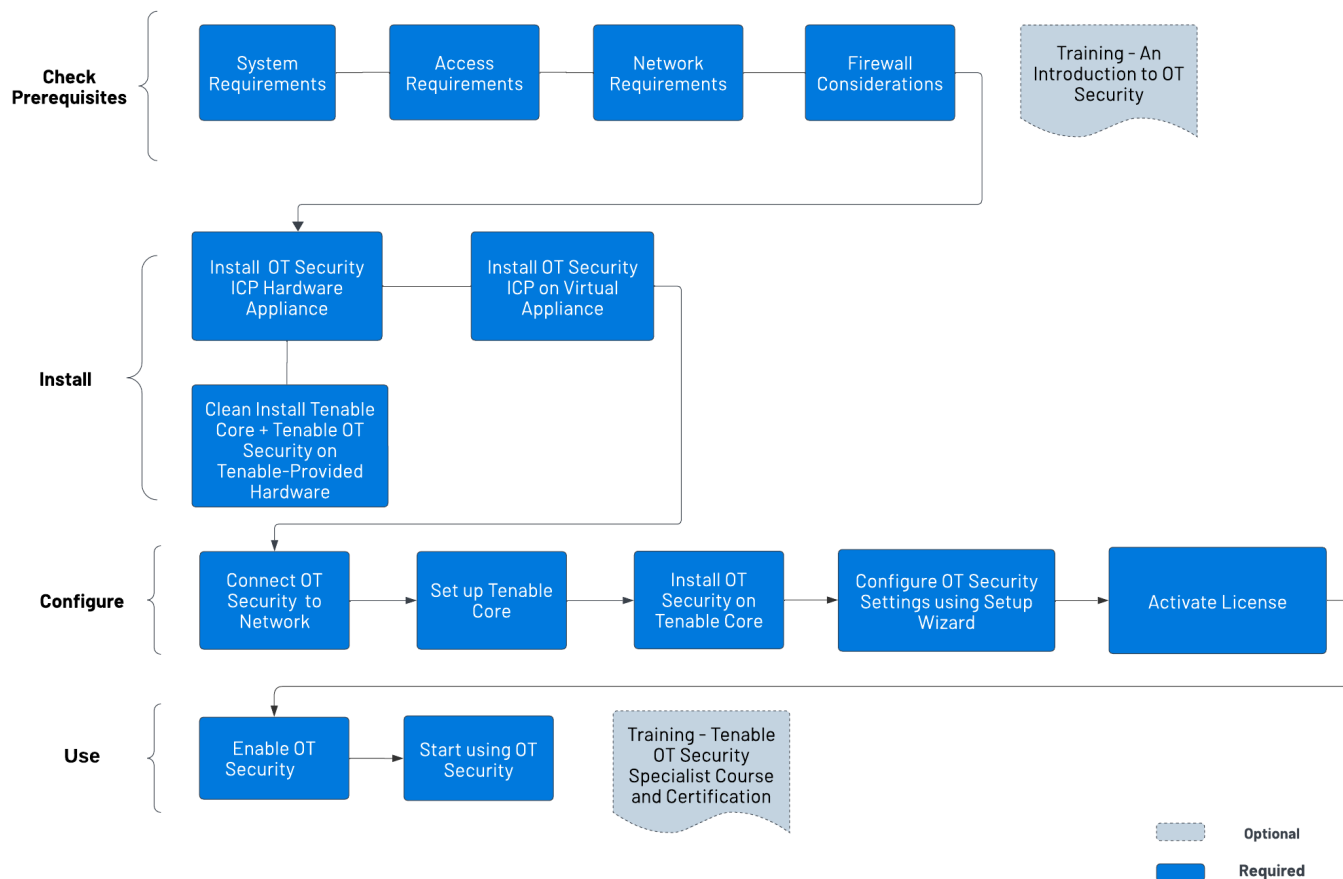 Check
Prerequisites
System
Requirements
Access
Requirements
Network
Requirements
Firewall
Considerations
Training - An
Introduction to OT
Security
Install
Install OT Security
ICP Hardware
Appliance
Install OT Security
ICP on Virtual
Appliance
Clean Install Tenable
Core + Tenable OT
Security on
Tenable-Provided
Hardware
Configure
Connect OT
Security to
Network
Set up Tenable
Core
Install OT
Security on
Tenable Core
Configure OT Security
Settings using Setup
Wizard
Activate License
Use
Enable OT
Security
Start using OT
Security
Training - Tenable
OT Security
Specialist Course
and Certification
Optional
Required